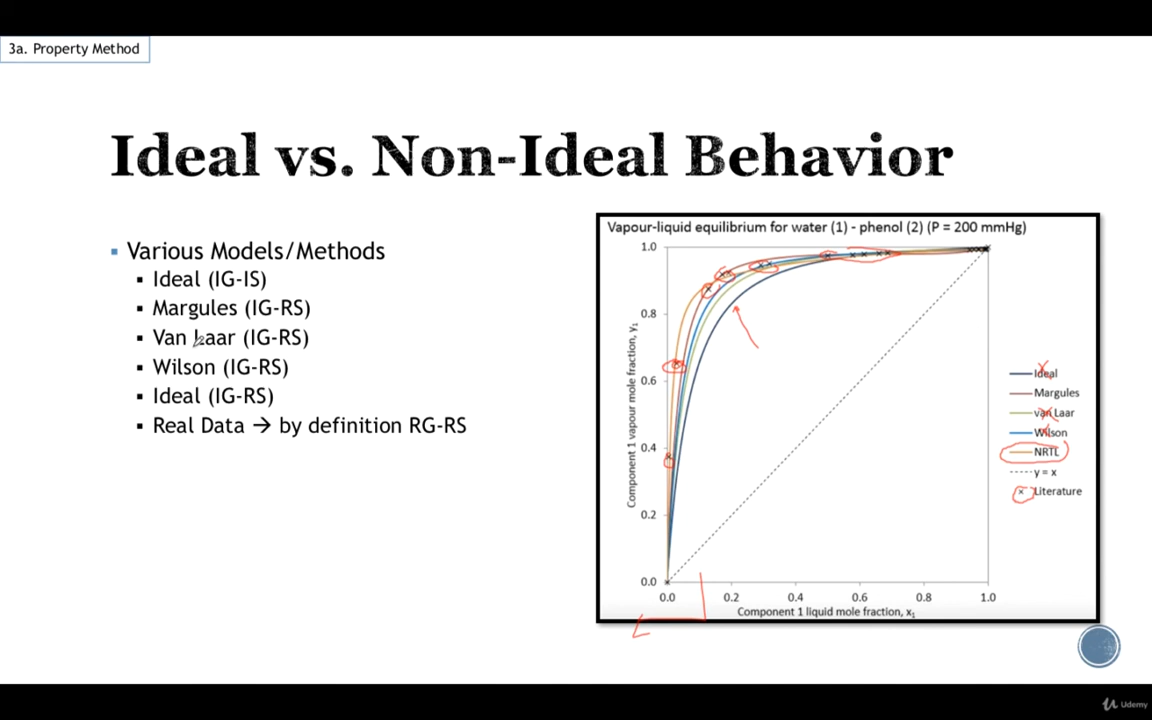 3a. Property Method
Ideal vs. Non-Ideal Behavior
Various Models/Methods
Ideal (IG-IS)
Margules (IG-RS)
Van Laar (IG-RS)
Wilson (IG-RS)
Ideal (IG-RS)
Real Data → by definition RG-RS
Vapour-liquid equilibrium for water (1) - phenol (2) (P = 200 mmHg)
Component 1 vapour mole fraction, y₁
1.0
0.8
0.6
0.4
0.2
0.0
0.0 0.2 0.4 0.6 0.8 1.0
Component 1 liquid mole fraction, x₁
Ideal
Margules
van Laar
Wilson
NRTL
y = x
Literature
Udemy